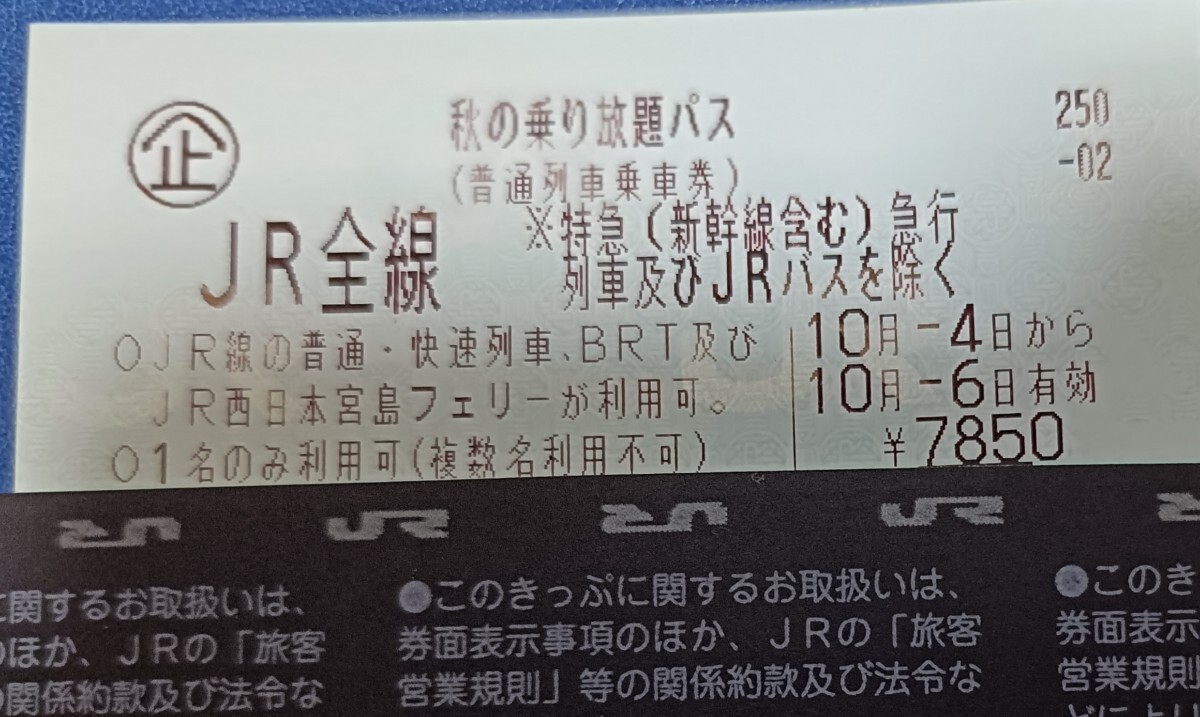 企
秋の乗り放題パス
250
-02
(普通列車乗車券)
JR全線
※特急(新幹線含む)急行
列車及びJRバスを除く
○JR線の普通・快速列車、BRT及び
JR西日本宮島フェリーが利用可。
○1名のみ利用可(複数名利用不可)
10月-4日から
10月-6日有効
¥7850
JR JR JR JR
に関するお取扱いは、
のほか、JRの「旅客
の関係約款及び法令な
●このきっぷに関するお取扱いは、
券面表示事項のほか、JRの「旅客
営業規則」等の関係約款及び法令な
●このき
券面表示
営業規則
どにより